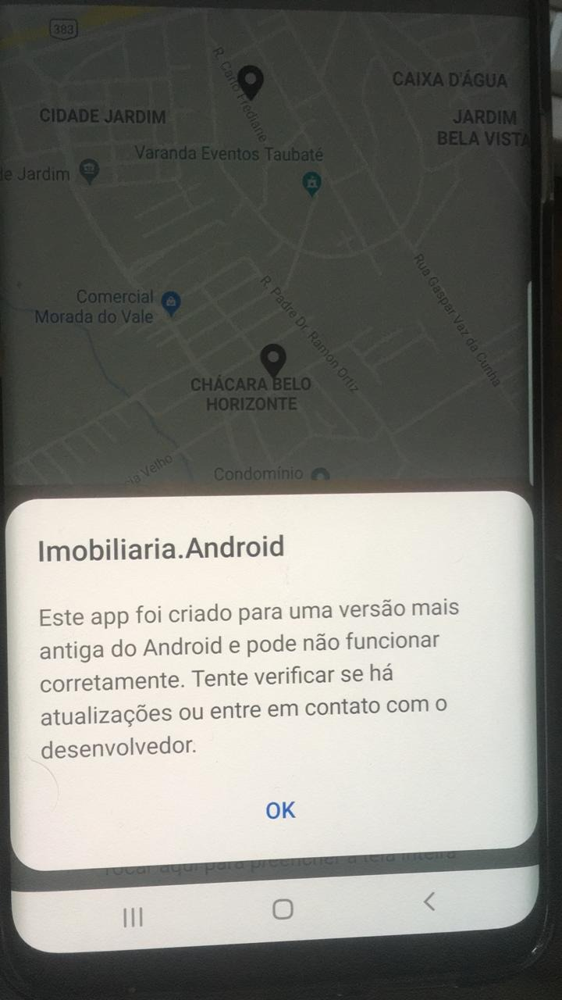 383
R. Carlo Frediane
CAIXA D'ÁGUA
CIDADE JARDIM
JARDIM
BELA VISTA
Varanda Eventos Taubaté
de Jardim
Comercial
Morada do Vale
R. Padre Dr. Ramon Ortiz
Rua Gaspar Vaz da Cunha
CHÁCARA BELO
HORIZONTE
Velho
Condomínio
Imobiliaria.Android
Este app foi criado para uma versão mais
antiga do Android e pode não funcionar
corretamente. Tente verificar se há
atualizações ou entre em contato com o
desenvolvedor.
OK
Tocar aqui para preencher a tela inteira